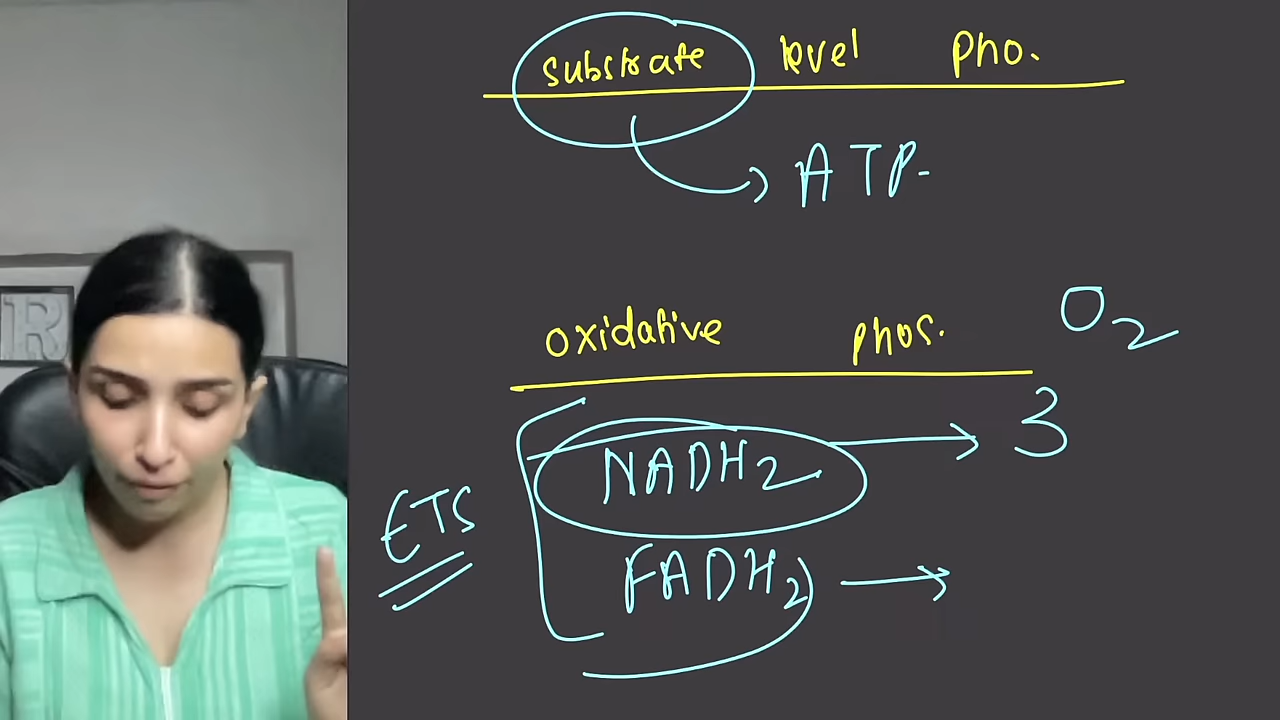 R
substrate level Pho.
ATP-
oxidative phos. O2
NADH2 → 3
ETS
FADH2 →